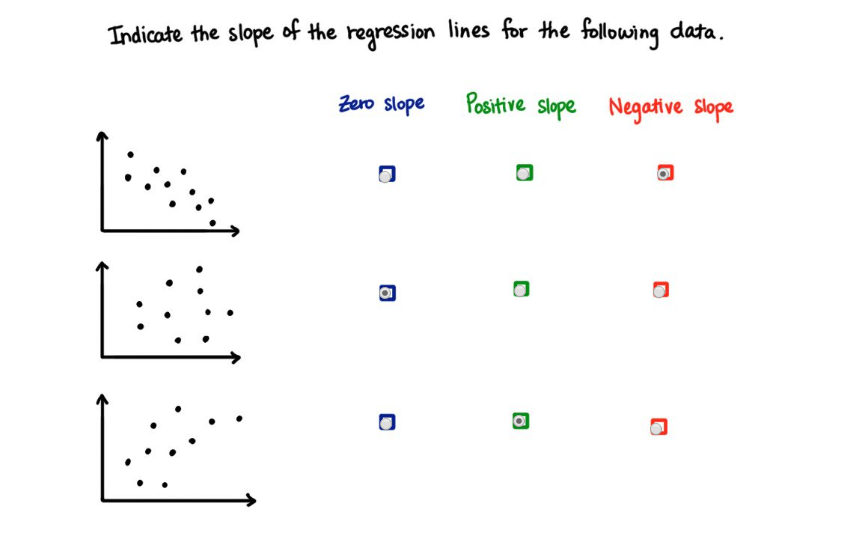 Indicate the slope of the regression lines for the following data.
Zero slope Positive slope Negative slope